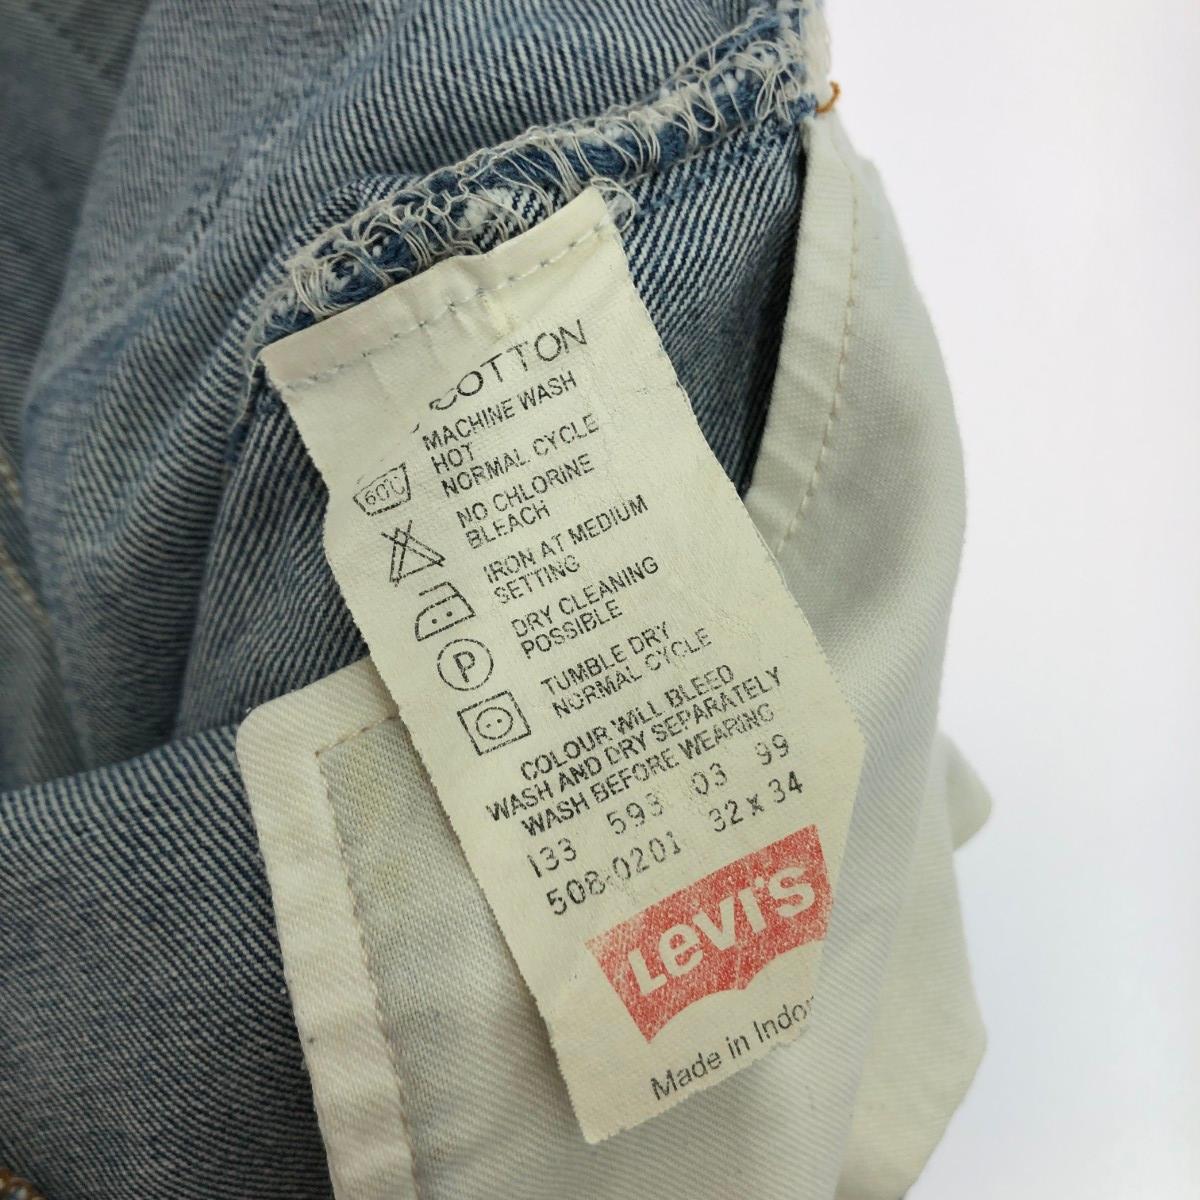 COTTON
MACHINE WASH
HOT
NORMAL CYCLE
60C
NO CHLORINE
BLEACH
IRON AT MEDIUM
SETTING
DRY CLEANING
POSSIBLE
P
TUMBLE DRY
NORMAL CYCLE
COLOUR WILL BLEED
WASH AND DRY SEPARATELY
WASH BEFORE WEARING
133 593 03 99
508-0201 32 x 34
LEVI'S
Made in Indo